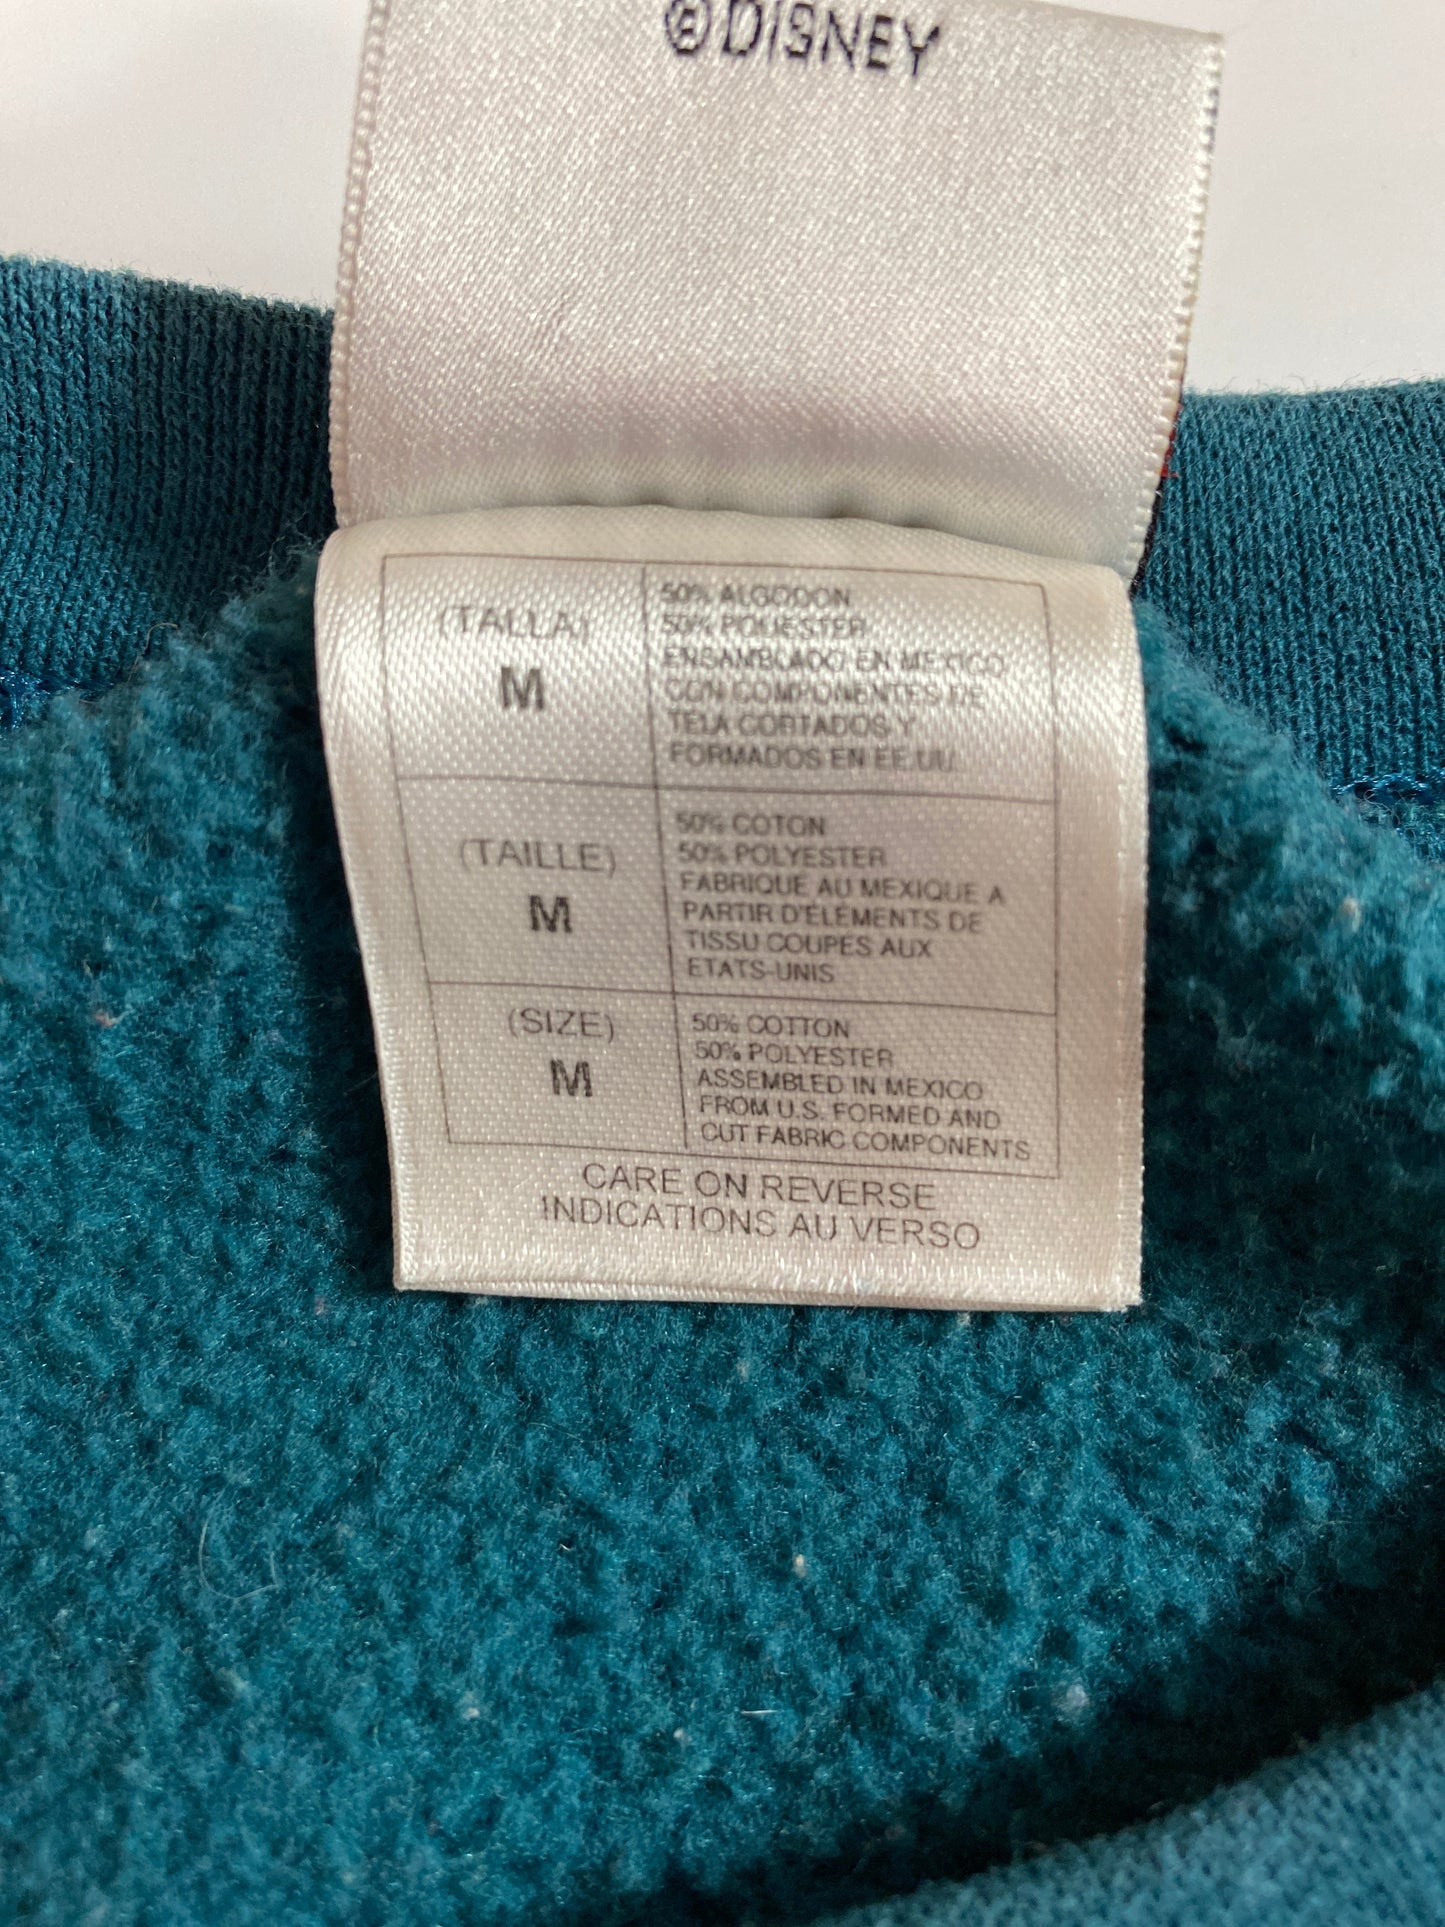 ©DISNEY
(TALLA)
M
50% ALGODON
50% POLIESTER
ENSAMBLADO EN MEXICO
CON COMPONENTES DE
TELA CORTADOS Y
FORMADOS EN EE.UU.
(TAILLE)
M
50% COTON
50% POLYESTER
FABRIQUE AU MEXIQUE A
PARTIR D'ÉLÉMENTS DE
TISSU COUPES AUX
ETATS-UNIS
(SIZE)
M
50% COTTON
50% POLYESTER
ASSEMBLED IN MEXICO
FROM U.S. FORMED AND
CUT FABRIC COMPONENTS
CARE ON REVERSE
INDICATIONS AU VERSO